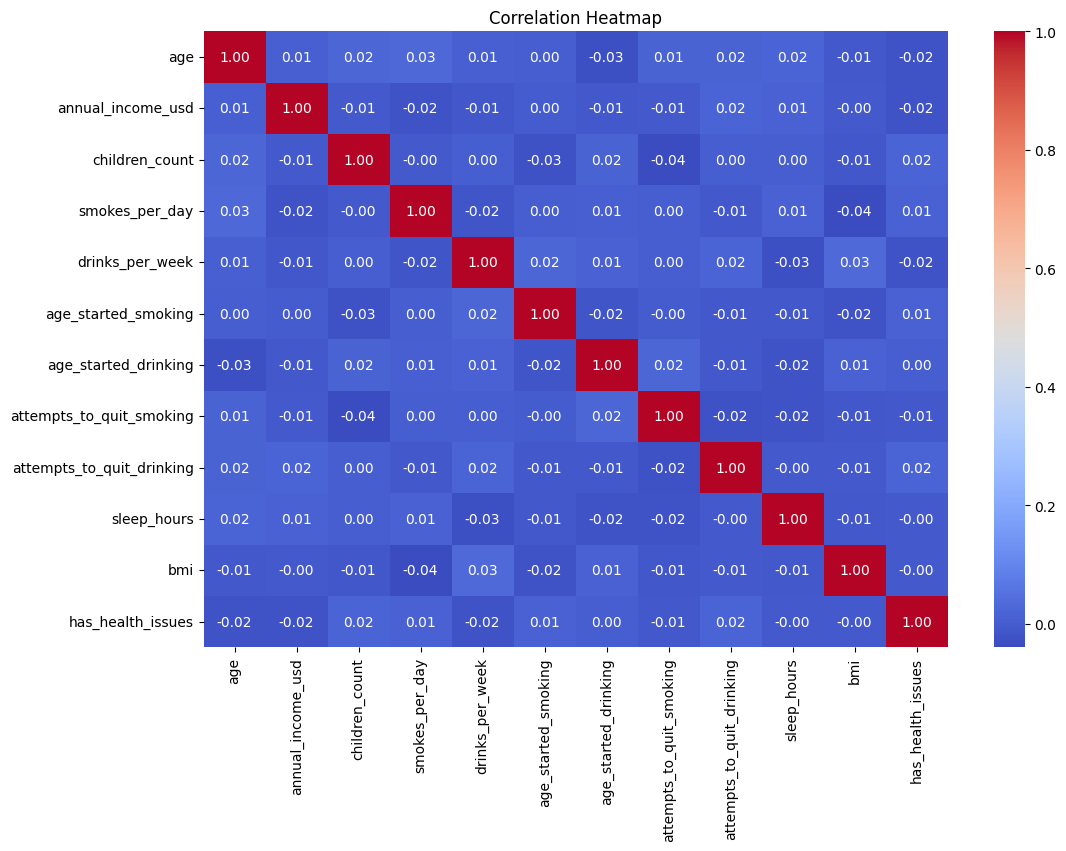 Correlation Heatmap
age 1.00 0.01 0.02 0.03 0.01 0.00 -0.03 0.01 0.02 0.02 -0.01 -0.02
annual_income_usd 0.01 1.00 -0.01 -0.02 -0.01 0.00 -0.01 -0.01 0.02 0.01 -0.00 -0.02
children_count 0.02 -0.01 1.00 -0.00 0.00 -0.03 0.02 -0.04 0.00 0.00 -0.01 0.02
smokes_per_day 0.03 -0.02 -0.00 1.00 -0.02 0.00 0.01 0.00 -0.01 0.01 -0.04 0.01
drinks_per_week 0.01 -0.01 0.00 -0.02 1.00 0.02 0.01 0.00 0.02 -0.03 0.03 -0.02
age_started_smoking 0.00 0.00 -0.03 0.00 0.02 1.00 -0.02 -0.00 -0.01 -0.01 -0.02 0.01
age_started_drinking -0.03 -0.01 0.02 0.01 0.01 -0.02 1.00 0.02 -0.01 -0.02 0.01 0.00
attempts_to_quit_smoking 0.01 -0.01 -0.04 0.00 0.00 -0.00 0.02 1.00 -0.02 -0.02 -0.01 -0.01
attempts_to_quit_drinking 0.02 0.02 0.00 -0.01 0.02 -0.01 -0.01 -0.02 1.00 -0.00 -0.01 0.02
sleep_hours 0.02 0.01 0.00 0.01 -0.03 -0.01 -0.02 -0.02 -0.00 1.00 -0.01 -0.00
bmi -0.01 -0.00 -0.01 -0.04 0.03 -0.02 0.01 -0.01 -0.01 -0.01 1.00 -0.00
has_health_issues -0.02 -0.02 0.02 0.01 -0.02 0.01 0.00 -0.01 0.02 -0.00 -0.00 1.00
age
annual_income_usd
children_count
smokes_per_day
drinks_per_week
age_started_smoking
age_started_drinking
attempts_to_quit_smoking
attempts_to_quit_drinking
sleep_hours
bmi
has_health_issues
1.0
0.8
0.6
0.4
0.2
0.0